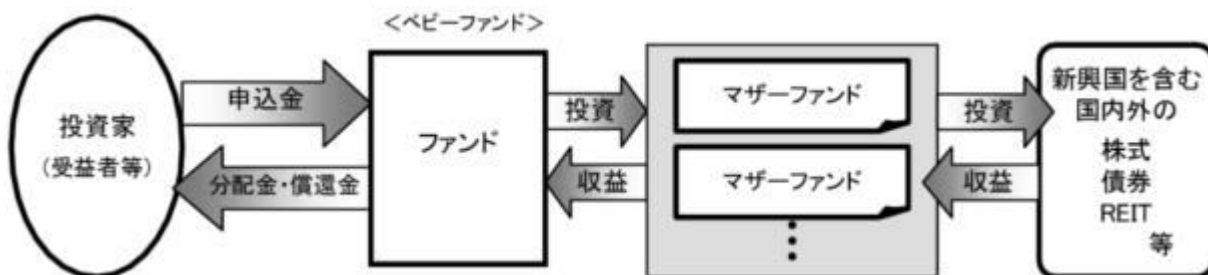 <ベビーファンド>
投資家
(受益者等)
申込金
分配金・償還金
ファンド
投資
収益
マザーファンド
マザーファンド
投資
収益
新興国を含む
国内外の
株式
債券
REIT
等